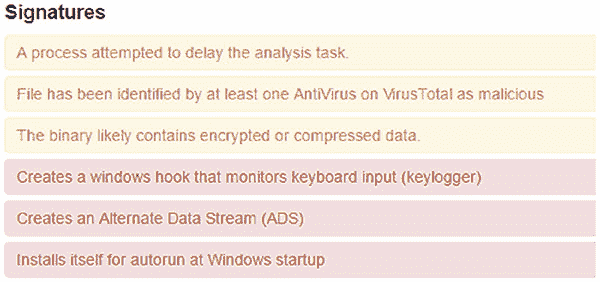 Signatures
A process attempted to delay the analysis task.
File has been identified by at least one AntiVirus on VirusTotal as malicious
The binary likely contains encrypted or compressed data.
Creates a windows hook that monitors keyboard input (keylogger)
Creates an Alternate Data Stream (ADS)
Installs itself for autorun at Windows startup